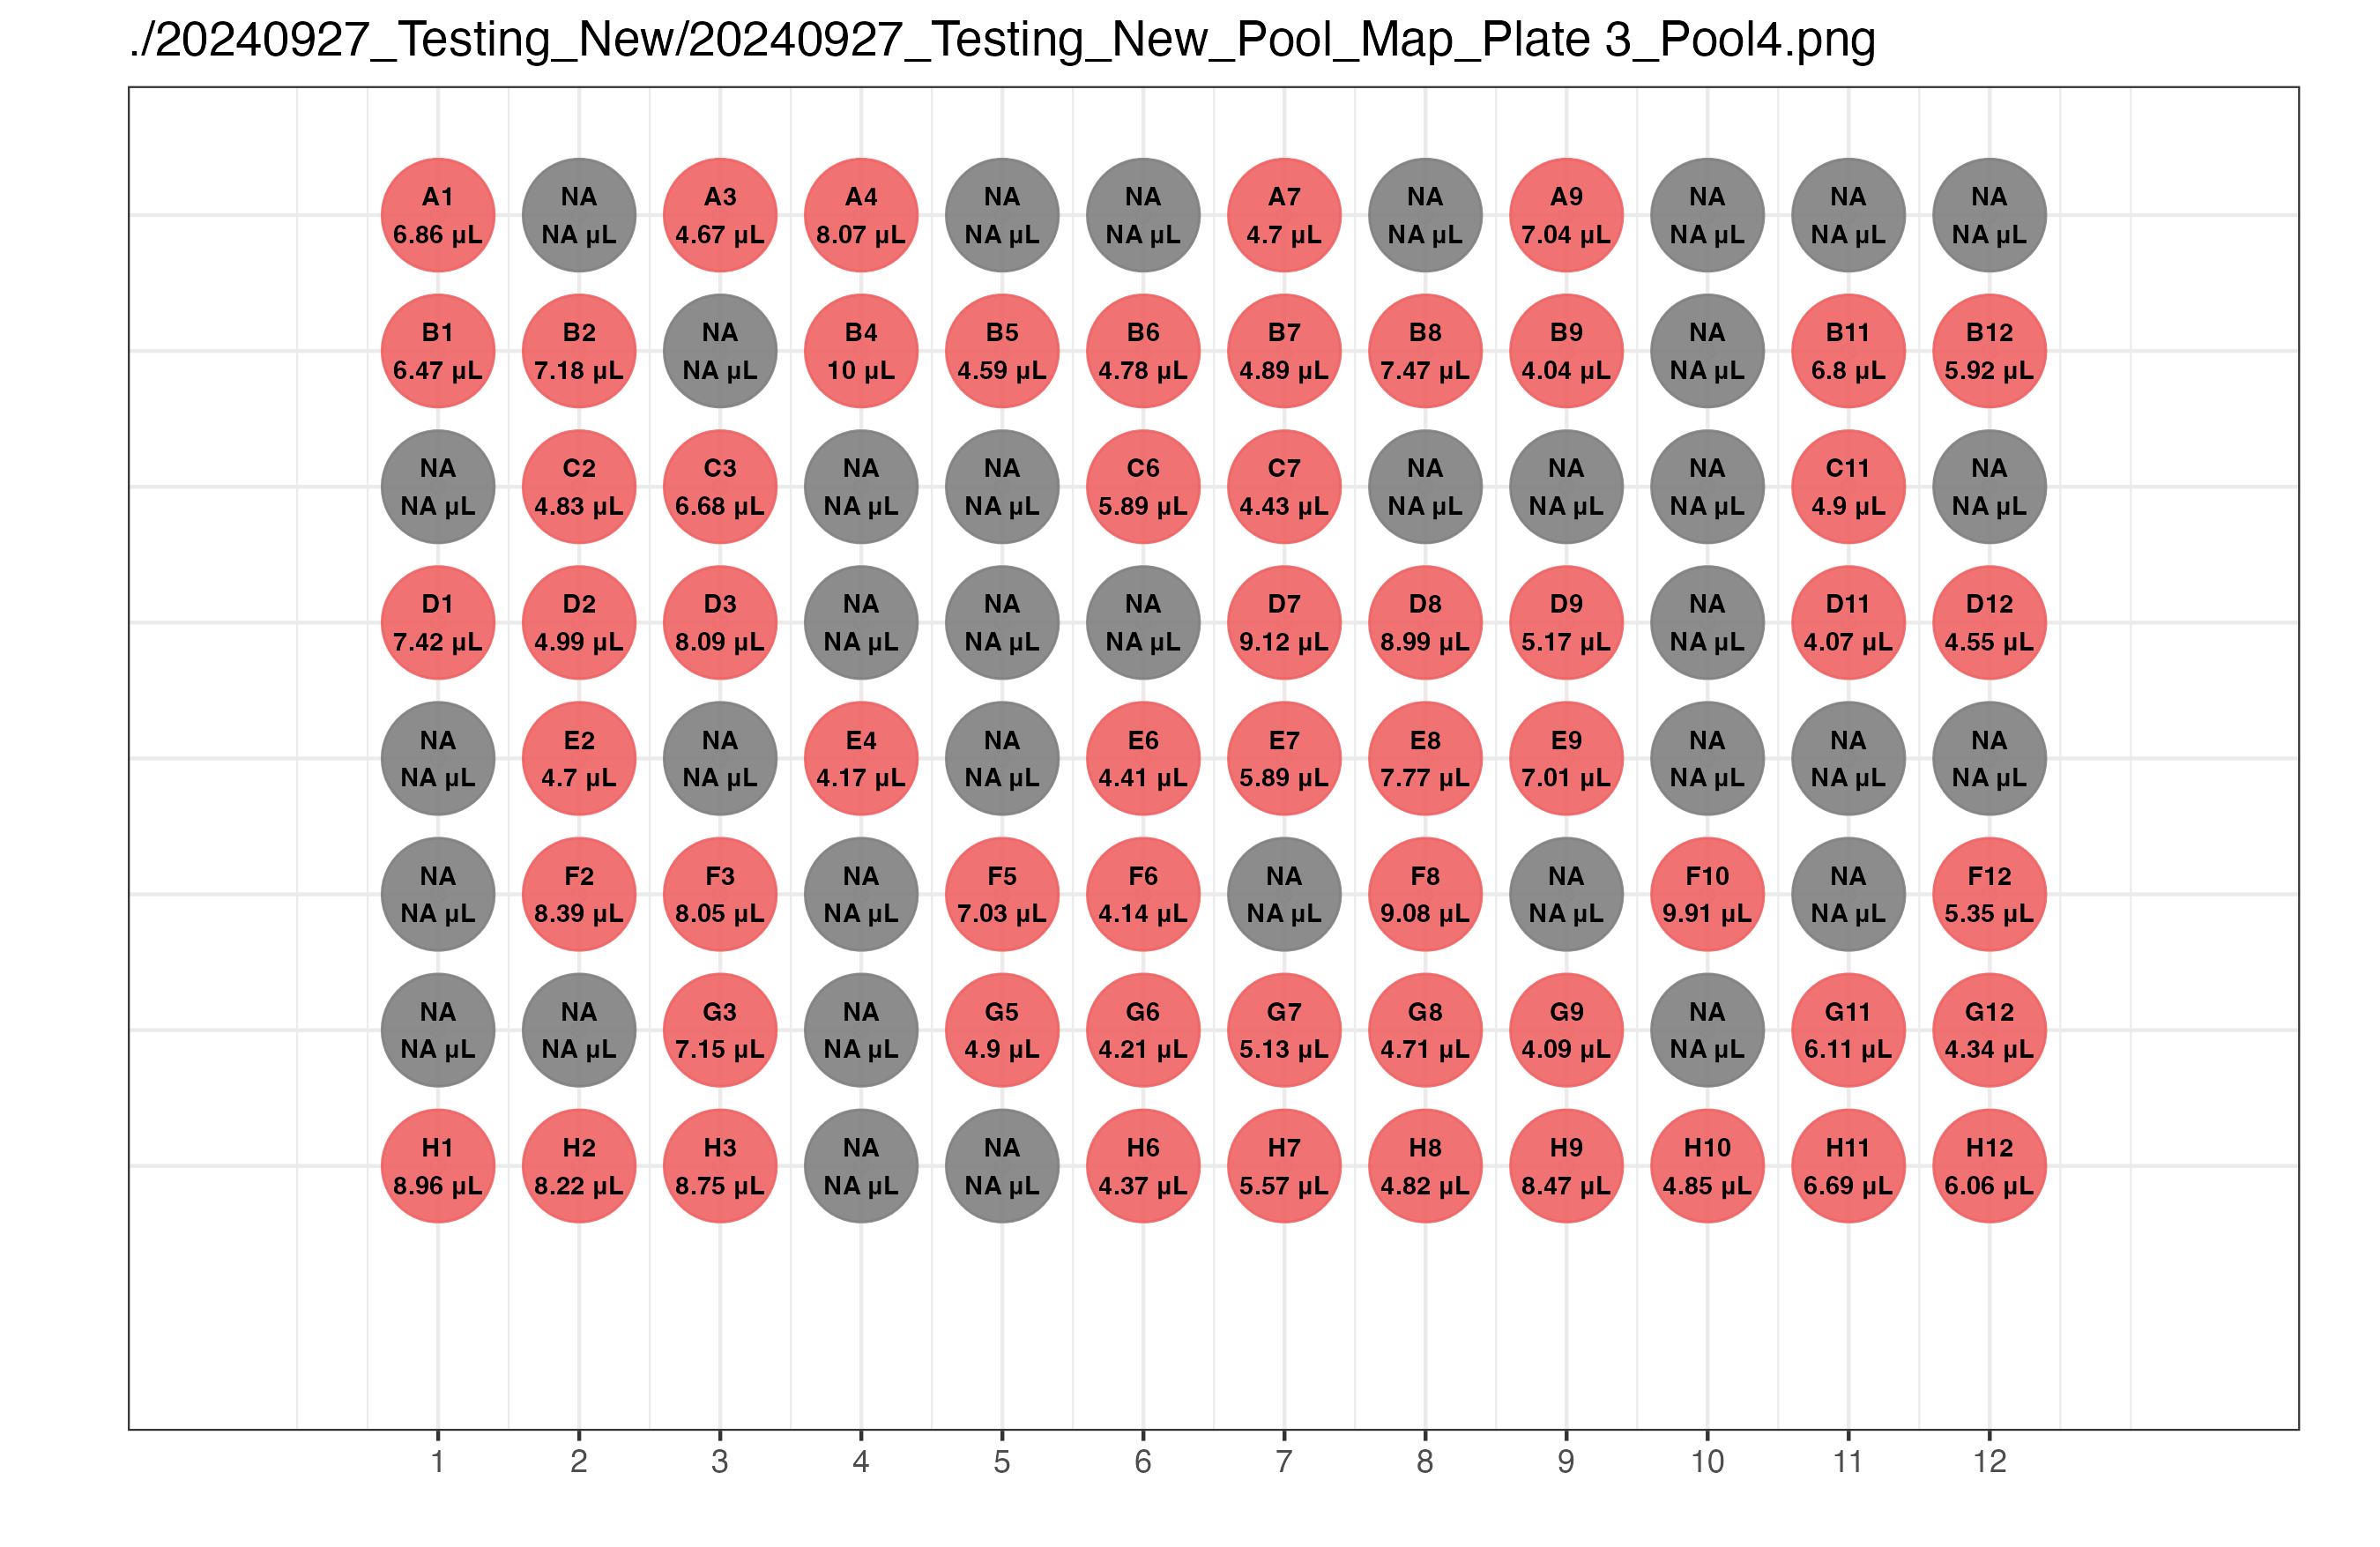 ./20240927_Testing_New/20240927_Testing_New_Pool_Map_Plate 3_Pool4.png
A1 NA A3 A4 NA NA A7 NA A9 NA NA NA
6.86 µL NA µL 4.67 µL 8.07 µL NA µL NA µL 4.7 µL NA µL 7.04 µL NA µL NA µL NA µL
B1 B2 NA B4 B5 B6 B7 B8 B9 NA B11 B12
6.47 µL 7.18 µL NA µL 10 µL 4.59 µL 4.78 µL 4.89 µL 7.47 µL 4.04 µL NA µL 6.8 µL 5.92 µL
NA C2 C3 NA NA C6 C7 NA NA NA C11 NA
NA µL 4.83 µL 6.68 µL NA µL NA µL 5.89 µL 4.43 µL NA µL NA µL NA µL 4.9 µL NA µL
D1 D2 D3 NA NA NA D7 D8 D9 NA D11 D12
7.42 µL 4.99 µL 8.09 µL NA µL NA µL NA µL 9.12 µL 8.99 µL 5.17 µL NA µL 4.07 µL 4.55 µL
NA E2 NA E4 NA E6 E7 E8 E9 NA NA NA
NA µL 4.7 µL NA µL 4.17 µL NA µL 4.41 µL 5.89 µL 7.77 µL 7.01 µL NA µL NA µL NA µL
NA F2 F3 NA F5 F6 NA F8 NA F10 NA F12
NA µL 8.39 µL 8.05 µL NA µL 7.03 µL 4.14 µL NA µL 9.08 µL NA µL 9.91 µL NA µL 5.35 µL
NA NA G3 NA G5 G6 G7 G8 G9 NA G11 G12
NA µL NA µL 7.15 µL NA µL 4.9 µL 4.21 µL 5.13 µL 4.71 µL 4.09 µL NA µL 6.11 µL 4.34 µL
H1 H2 H3 NA NA H6 H7 H8 H9 H10 H11 H12
8.96 µL 8.22 µL 8.75 µL NA µL NA µL 4.37 µL 5.57 µL 4.82 µL 8.47 µL 4.85 µL 6.69 µL 6.06 µL
1 2 3 4 5 6 7 8 9 10 11 12